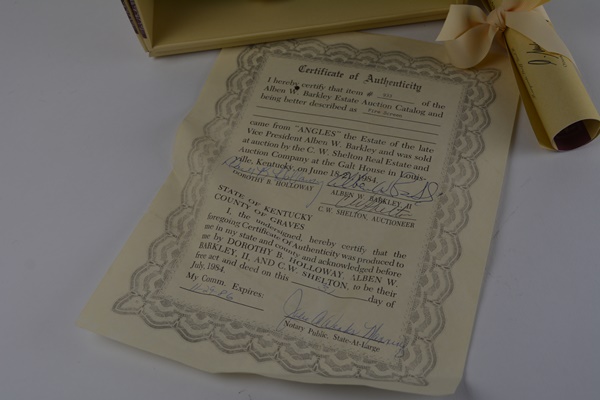 Certificate of Authenticity
I hereby certify that item # of the
Alben W. Barkley Estate Auction Catalog and
being better described as
came from "ANGLES" the Estate of the late
Vice President Alben W. Barkley and was sold
at auction by the C. W. Shelton Real Estate and
Auction Company at the Galt House in Louis-
ville, Kentucky, on June 18-21, 1984.
DOROTHY B. HOLLOWAY ALBEN W. BARKLEY, II
C.W. SHELTON, AUCTIONEER
STATE OF KENTUCKY
COUNTY OF GRAVES
I, the undersigned, hereby certify that the
foregoing Certificate of Authenticity was produced to
me in my state and county and acknowledged before
me by DOROTHY B. HOLLOWAY, ALBEN W.
BARKLEY, II, AND C.W. SHELTON, to be their
free act and deed on this day of
July, 1984.
My Comm. Expires:
Notary Public, State-At-Large